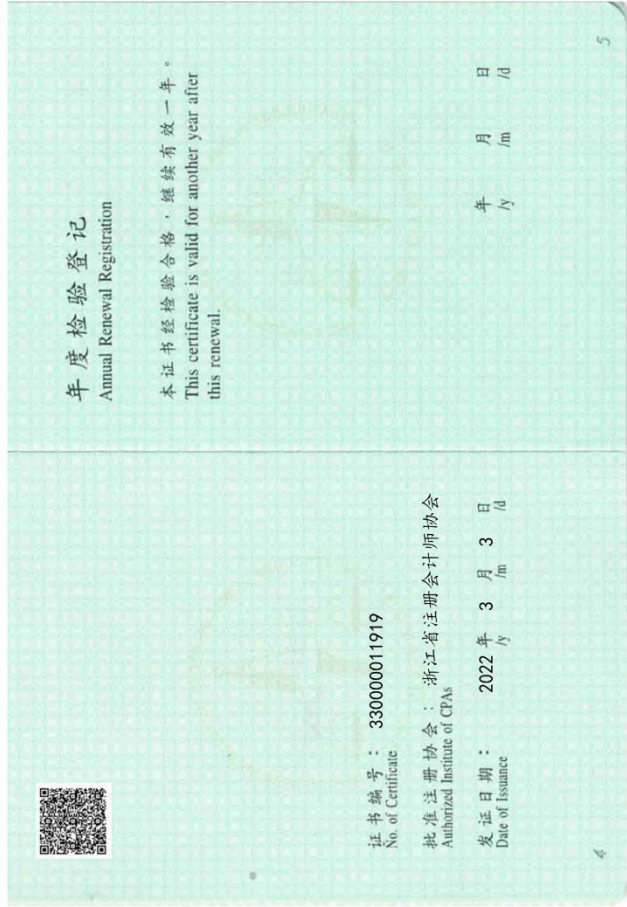 证书编号: 330000011919
No. of Certificate
批准注册协会: 浙江省注册会计师协会
Authorized Institute of CPAs
发证日期: 2022 年 3 月 3 日
Date of Issuance /y /m /d
4
年度检验登记
Annual Renewal Registration
本证书经检验合格，继续有效一年。
This certificate is valid for another year after
this renewal.
年 月 日
/y /m /d
5